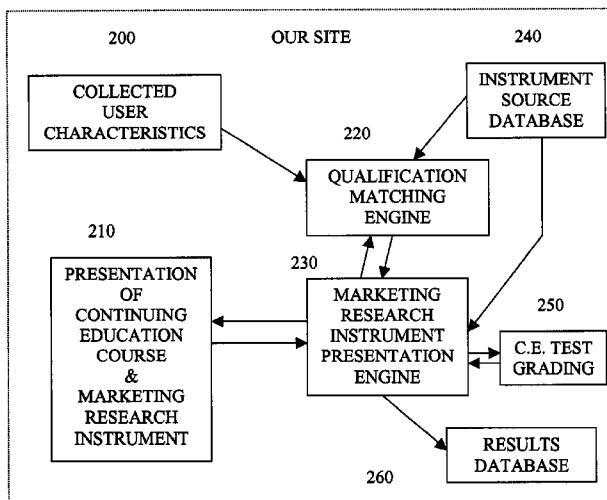 200
OUR SITE
240
COLLECTED
USER
CHARACTERISTICS
INSTRUMENT
SOURCE
DATABASE
220
QUALIFICATION
MATCHING
ENGINE
210
230
PRESENTATION
OF
CONTINUING
EDUCATION
COURSE
&
MARKETING
RESEARCH
INSTRUMENT
MARKETING
RESEARCH
INSTRUMENT
PRESENTATION
ENGINE
250
C.E. TEST
GRADING
RESULTS
DATABASE
260